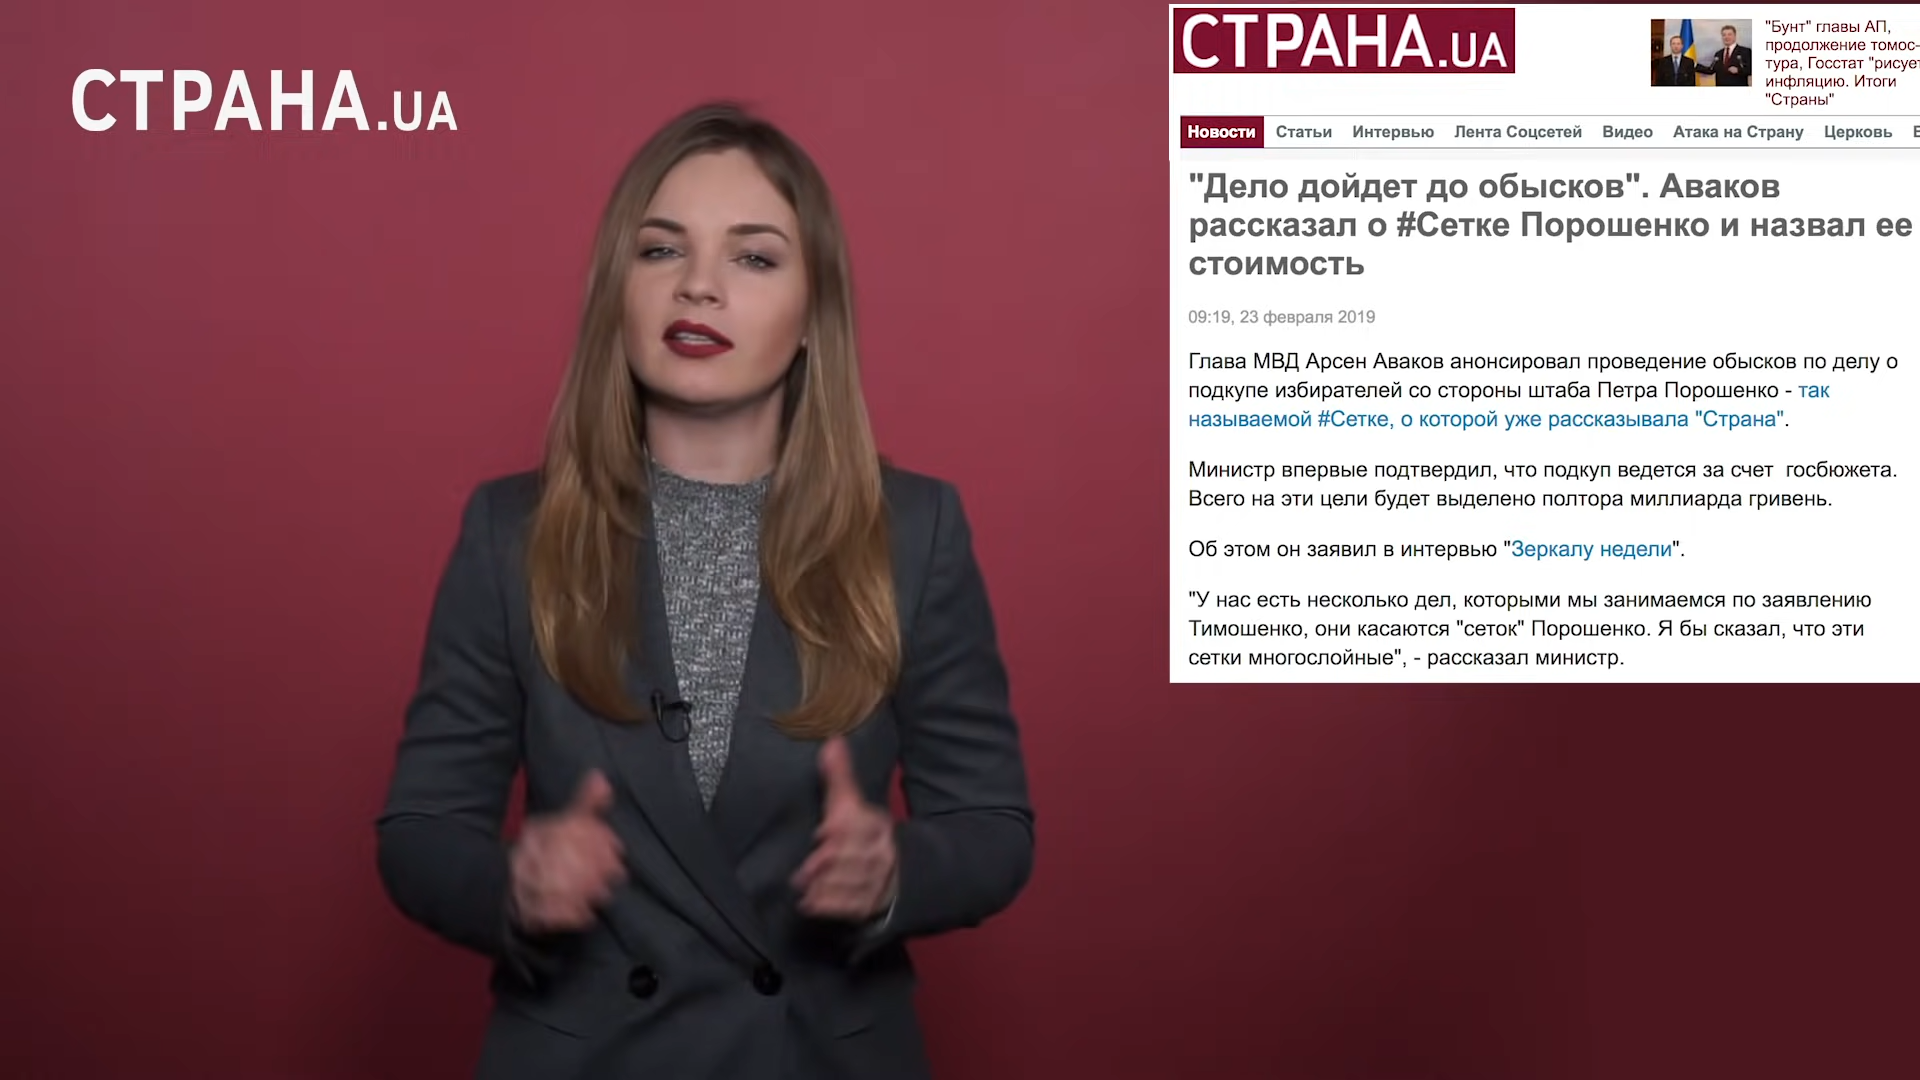 СТРАНА.UA
СТРАНА.UA
"Бунт" главы АП,
продолжение томос-
тура, Госстат "рисует
инфляцию. Итоги
"Страны"
Новости Статьи Интервью Лента Соцсетей Видео Атака на Страну Церковь
"Дело дойдет до обысков". Аваков
рассказал о #Сетке Порошенко и назвал ее
стоимость
09:19, 23 февраля 2019
Глава МВД Арсен Аваков анонсировал проведение обысков по делу о
подкупе избирателей со стороны штаба Петра Порошенко - так
называемой #Сетке, о которой уже рассказывала "Страна".
Министр впервые подтвердил, что подкуп ведется за счет госбюжета.
Всего на эти цели будет выделено полтора миллиарда гривень.
Об этом он заявил в интервью "Зеркалу недели".
"У нас есть несколько дел, которыми мы занимаемся по заявлению
Тимошенко, они касаются "сеток" Порошенко. Я бы сказал, что эти
сетки многослойные", - рассказал министр.